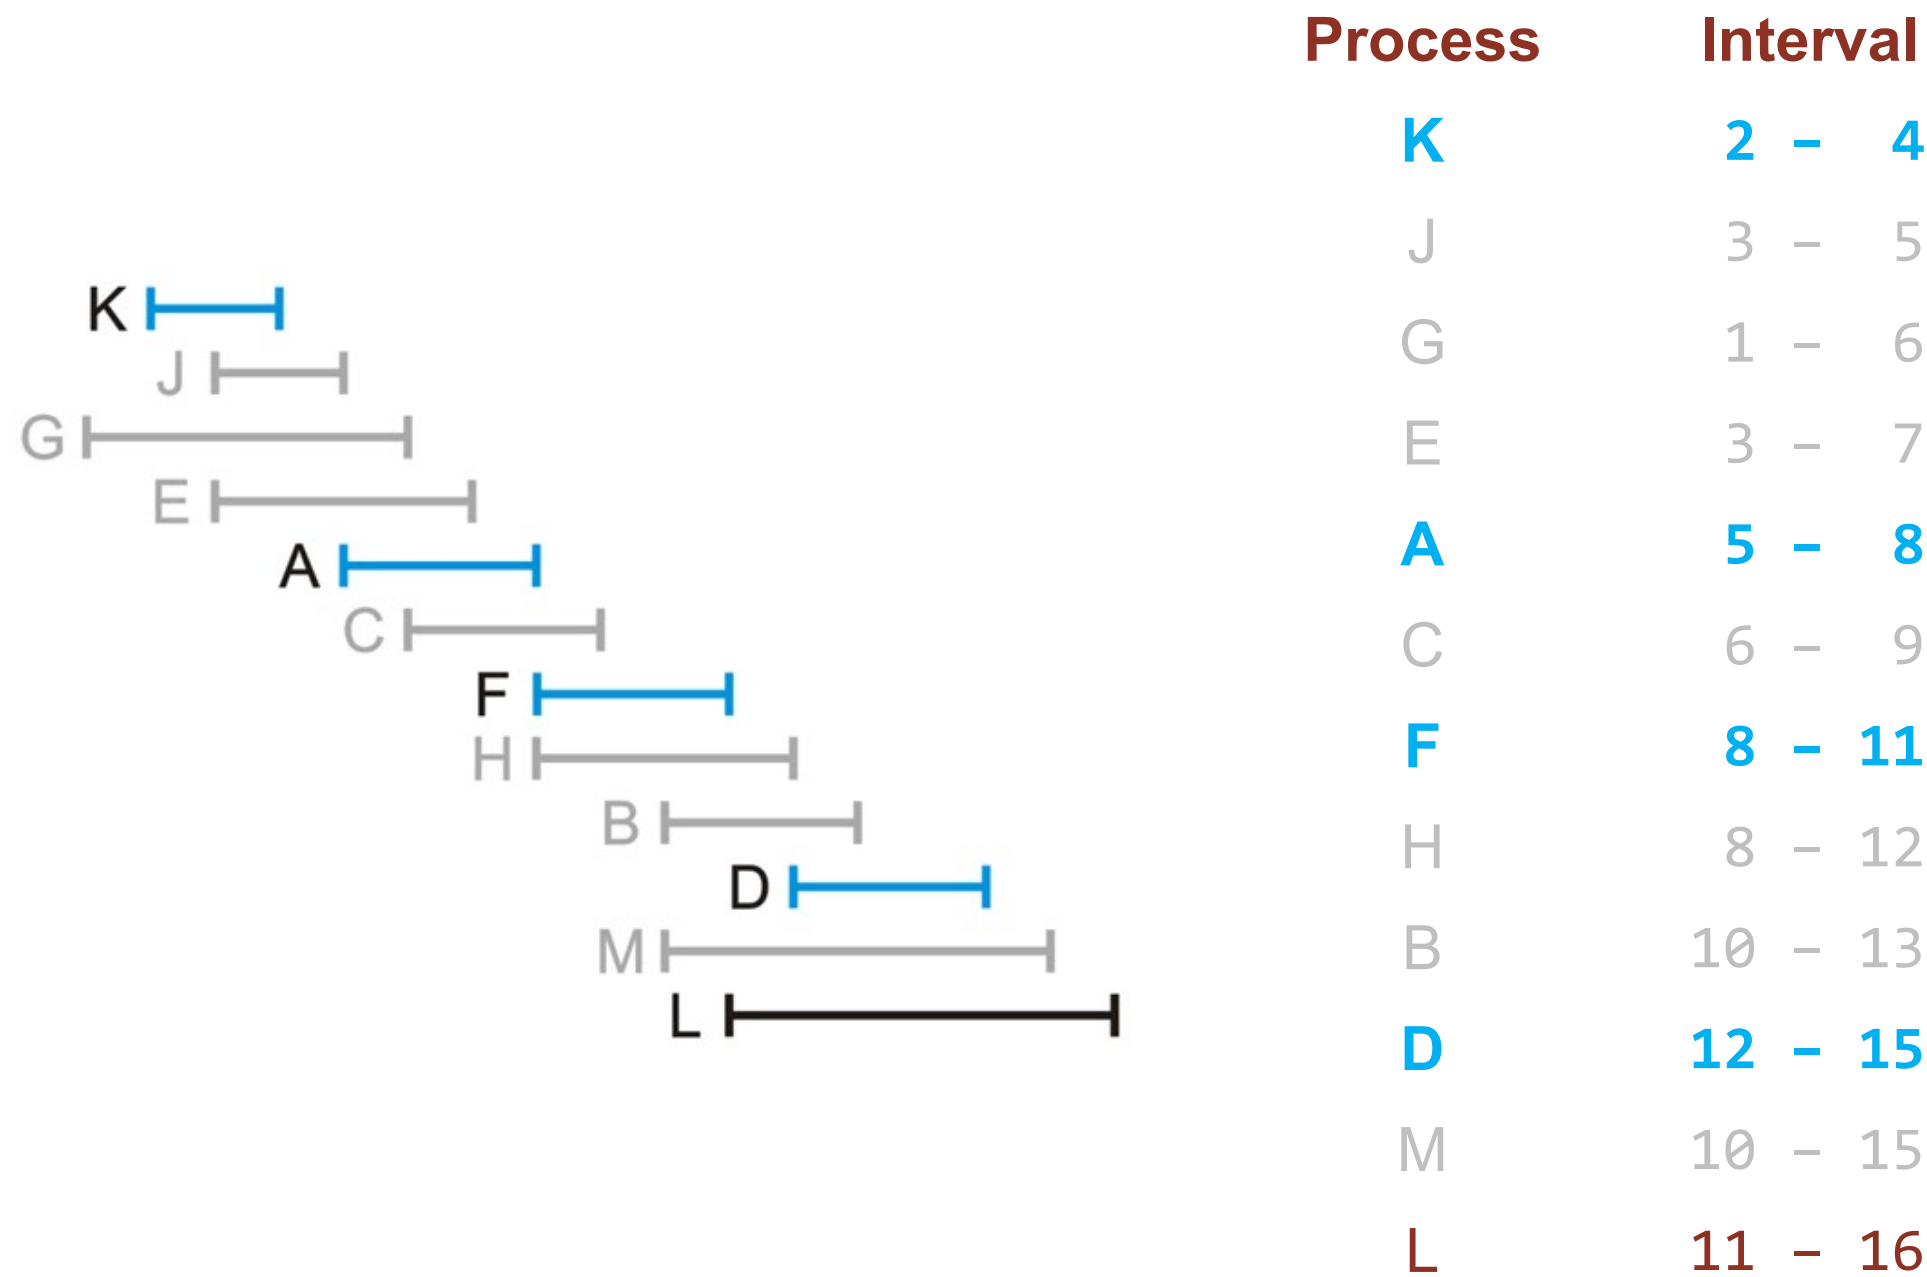 Process Interval
K 2 – 4
J 3 – 5
G 1 – 6
E 3 – 7
A 5 – 8
C 6 – 9
F 8 – 11
H 8 – 12
B 10 – 13
D 12 – 15
M 10 – 15
L 11 – 16
K
J
G
E
A
C
F
H
B
D
M
L